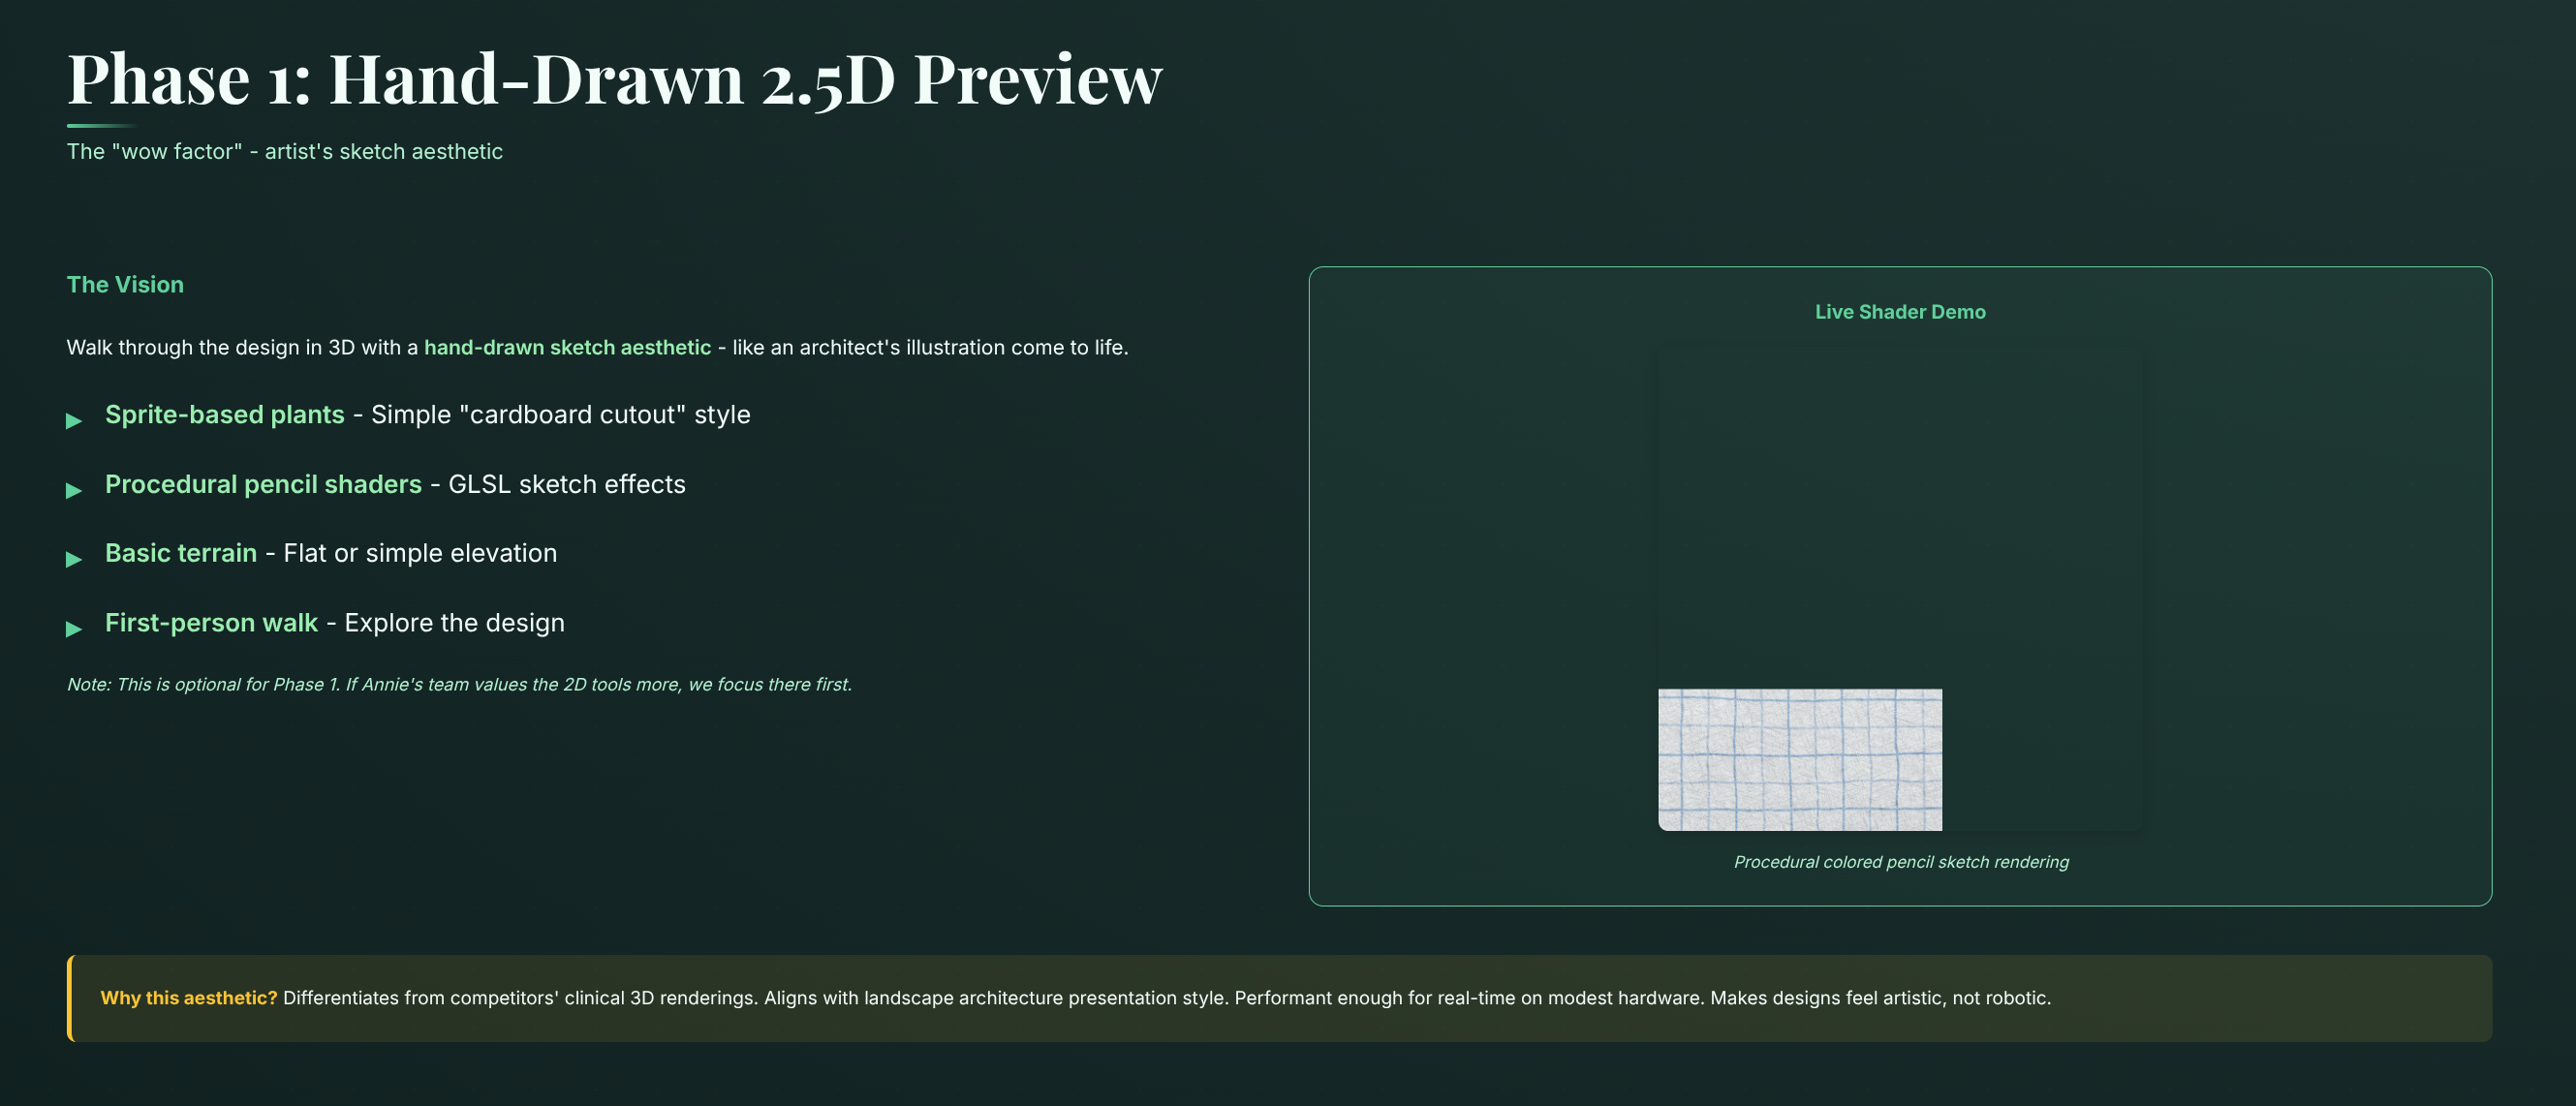 Phase 1: Hand-Drawn 2.5D Preview
The "wow factor" - artist's sketch aesthetic
The Vision
Walk through the design in 3D with a hand-drawn sketch aesthetic - like an architect's illustration come to life.
▶ Sprite-based plants - Simple "cardboard cutout" style
▶ Procedural pencil shaders - GLSL sketch effects
▶ Basic terrain - Flat or simple elevation
▶ First-person walk - Explore the design
Note: This is optional for Phase 1. If Annie's team values the 2D tools more, we focus there first.
Live Shader Demo
Procedural colored pencil sketch rendering
Why this aesthetic? Differentiates from competitors' clinical 3D renderings. Aligns with landscape architecture presentation style. Performant enough for real-time on modest hardware. Makes designs feel artistic, not robotic.